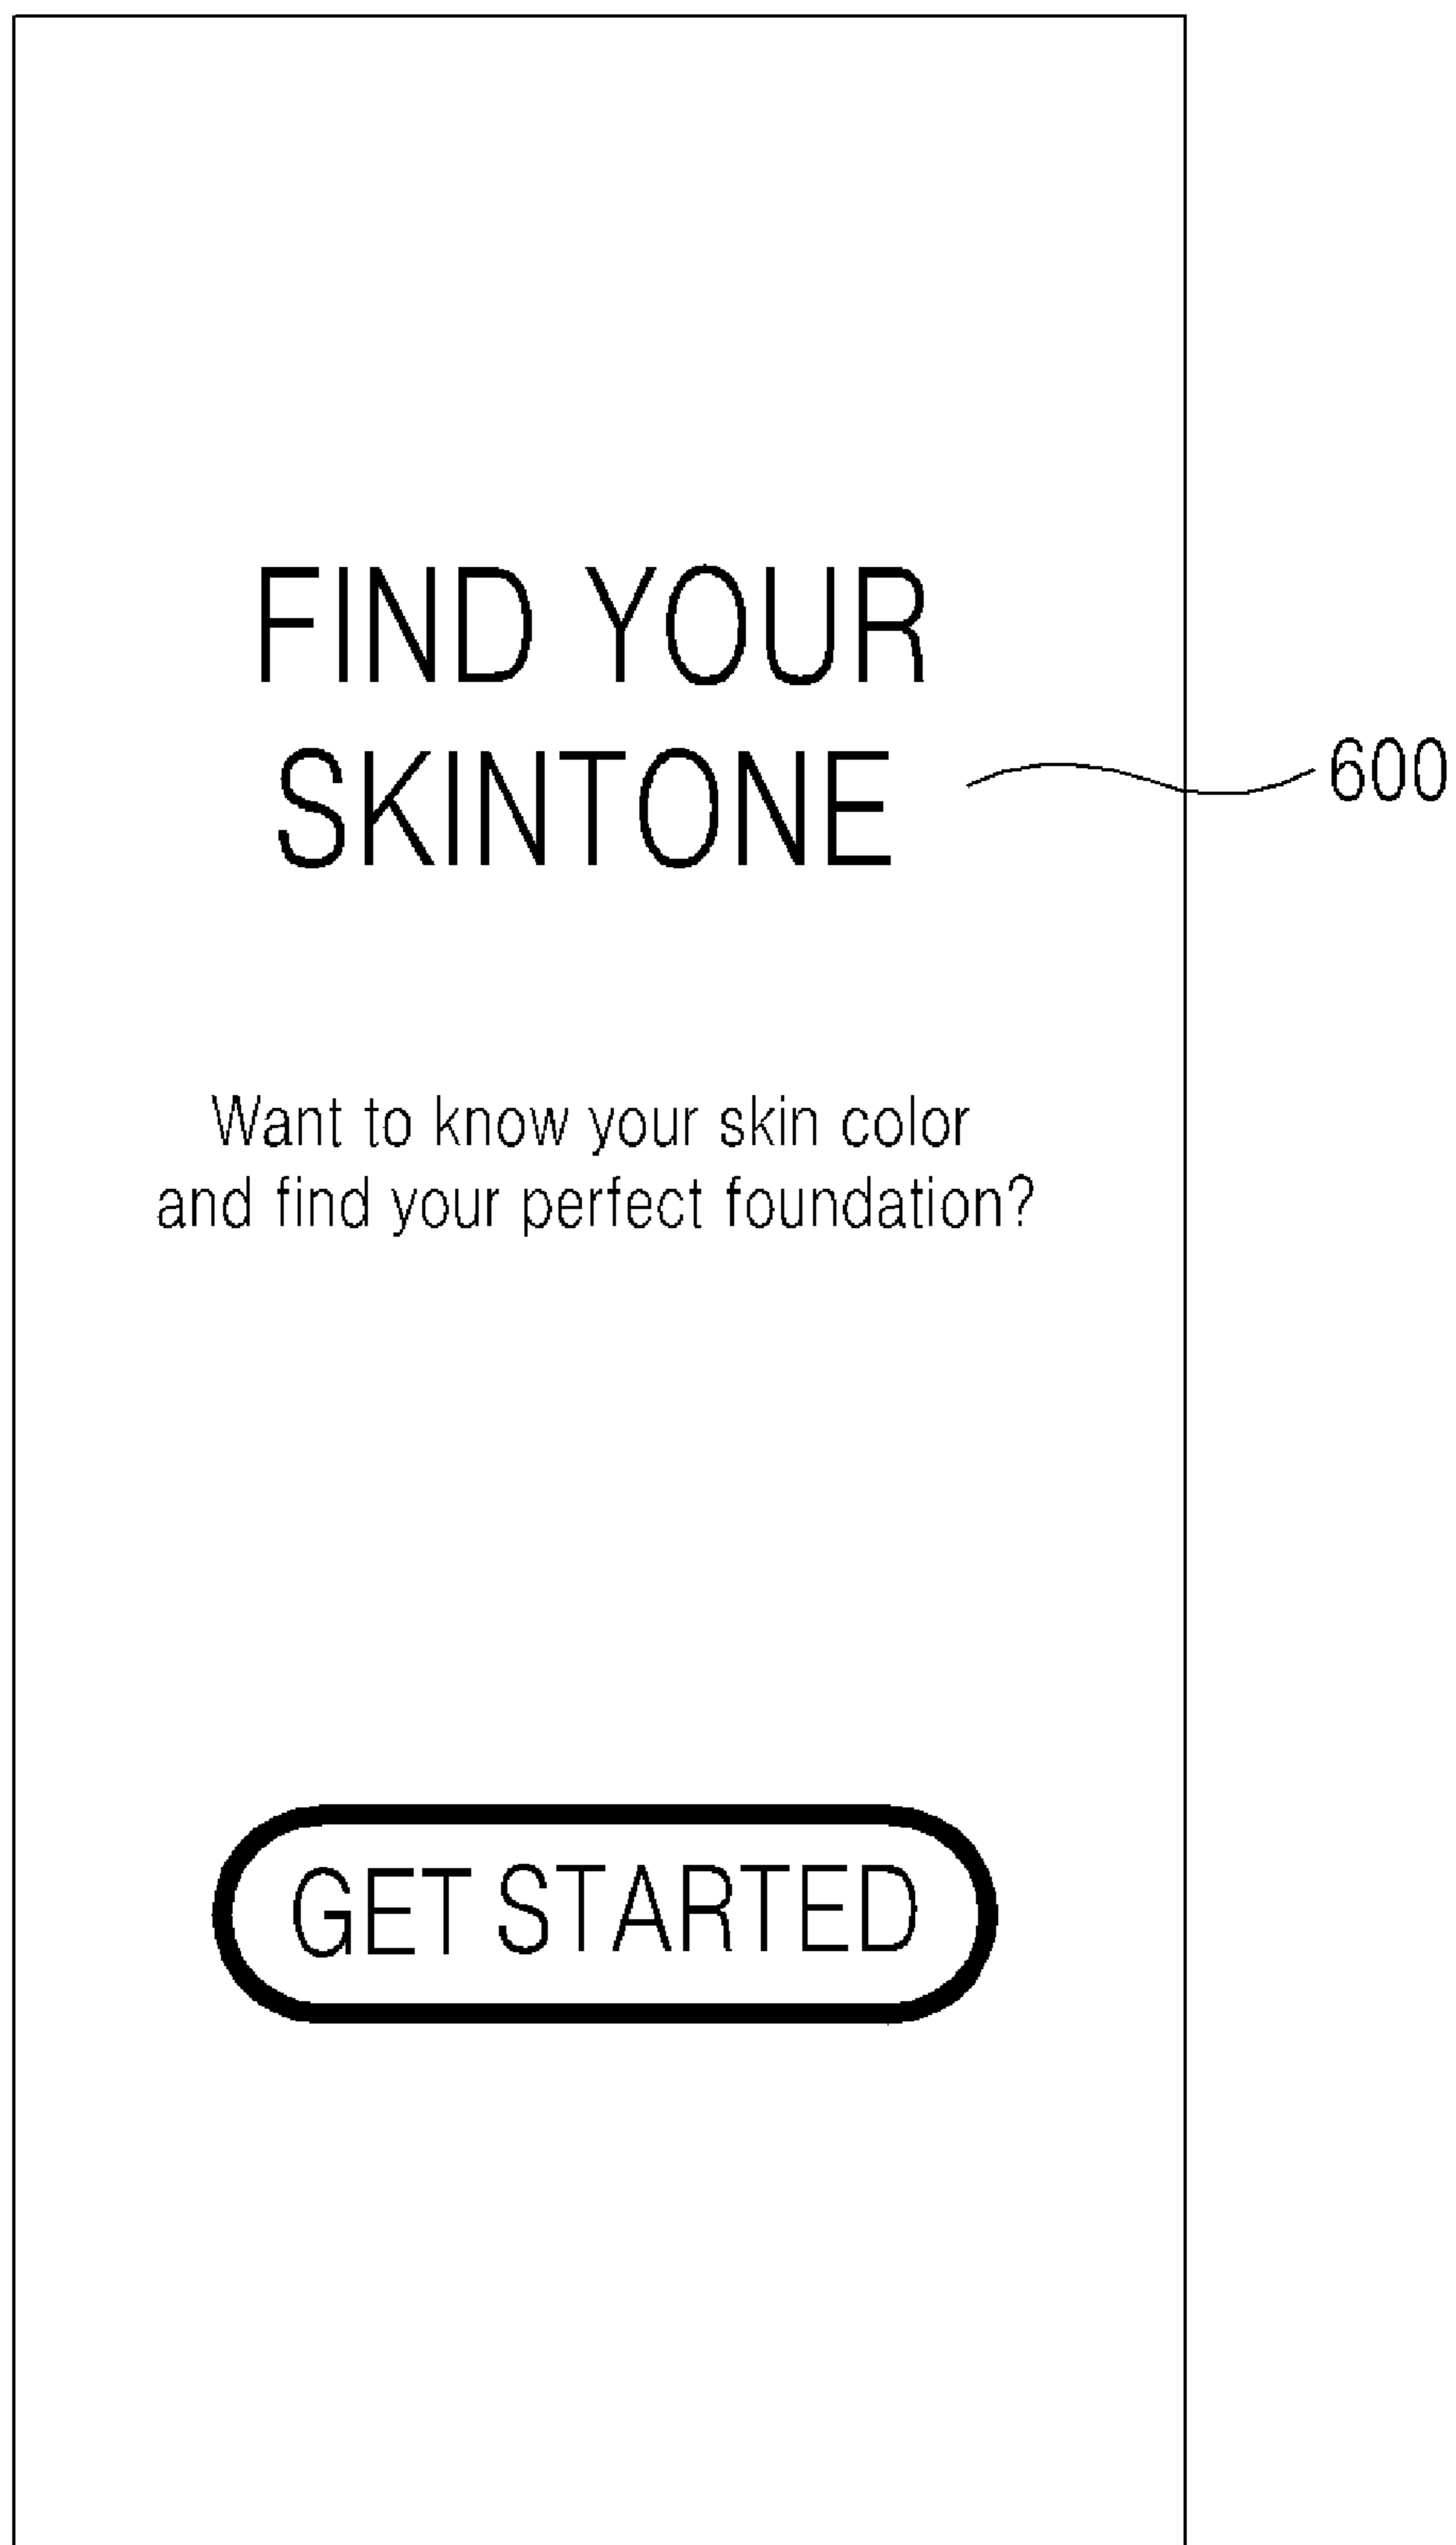 FIND YOUR
SKINTONE
600
Want to know your skin color
and find your perfect foundation?
GET STARTED